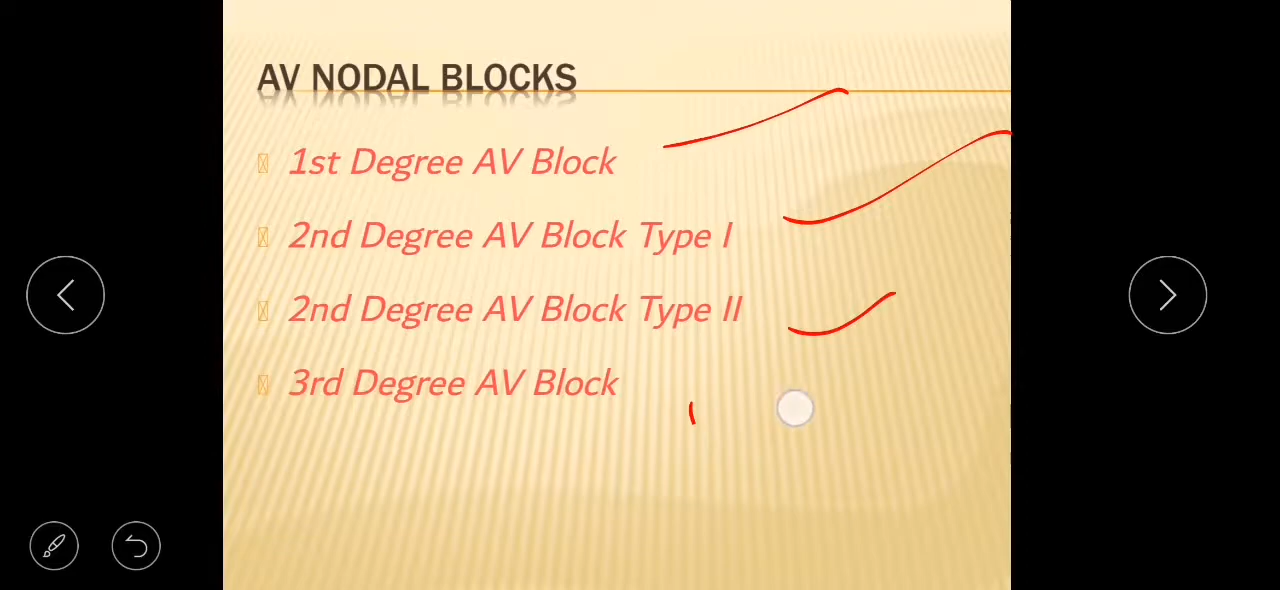 AV NODAL BLOCKS
1st Degree AV Block
2nd Degree AV Block Type I
2nd Degree AV Block Type II
3rd Degree AV Block